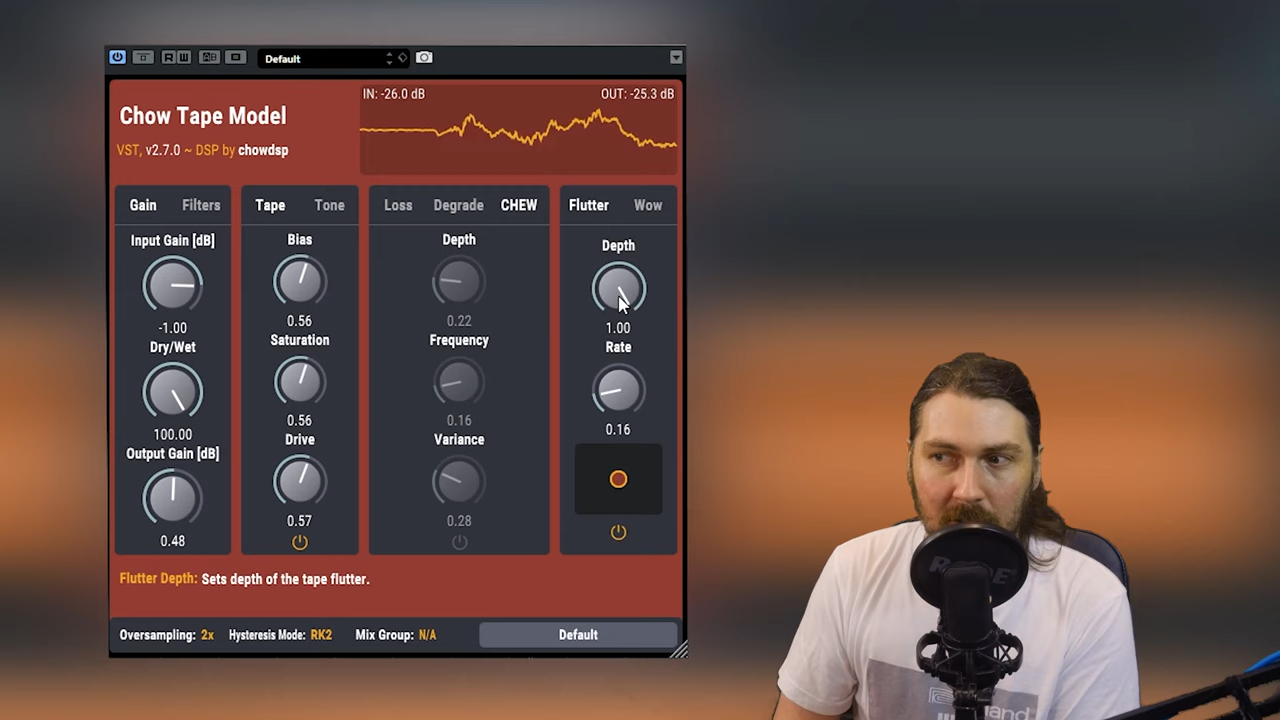 Default
Chow Tape Model
VST, v2.7.0 ~ DSP by chowdsp
IN: -26.0 dB
OUT: -25.3 dB
Gain
Filters
Input Gain [dB]
-1.00
Dry/Wet
100.00
Output Gain [dB]
0.48
Tape
Tone
Bias
0.56
Saturation
0.56
Drive
0.57
Loss
Degrade
CHEW
Depth
0.22
Frequency
0.16
Variance
0.28
Flutter
Wow
Depth
1.00
Rate
0.16
Flutter Depth: Sets depth of the tape flutter.
Oversampling: 2x
Hysteresis Mode: RK2
Mix Group: N/A
Default
R W